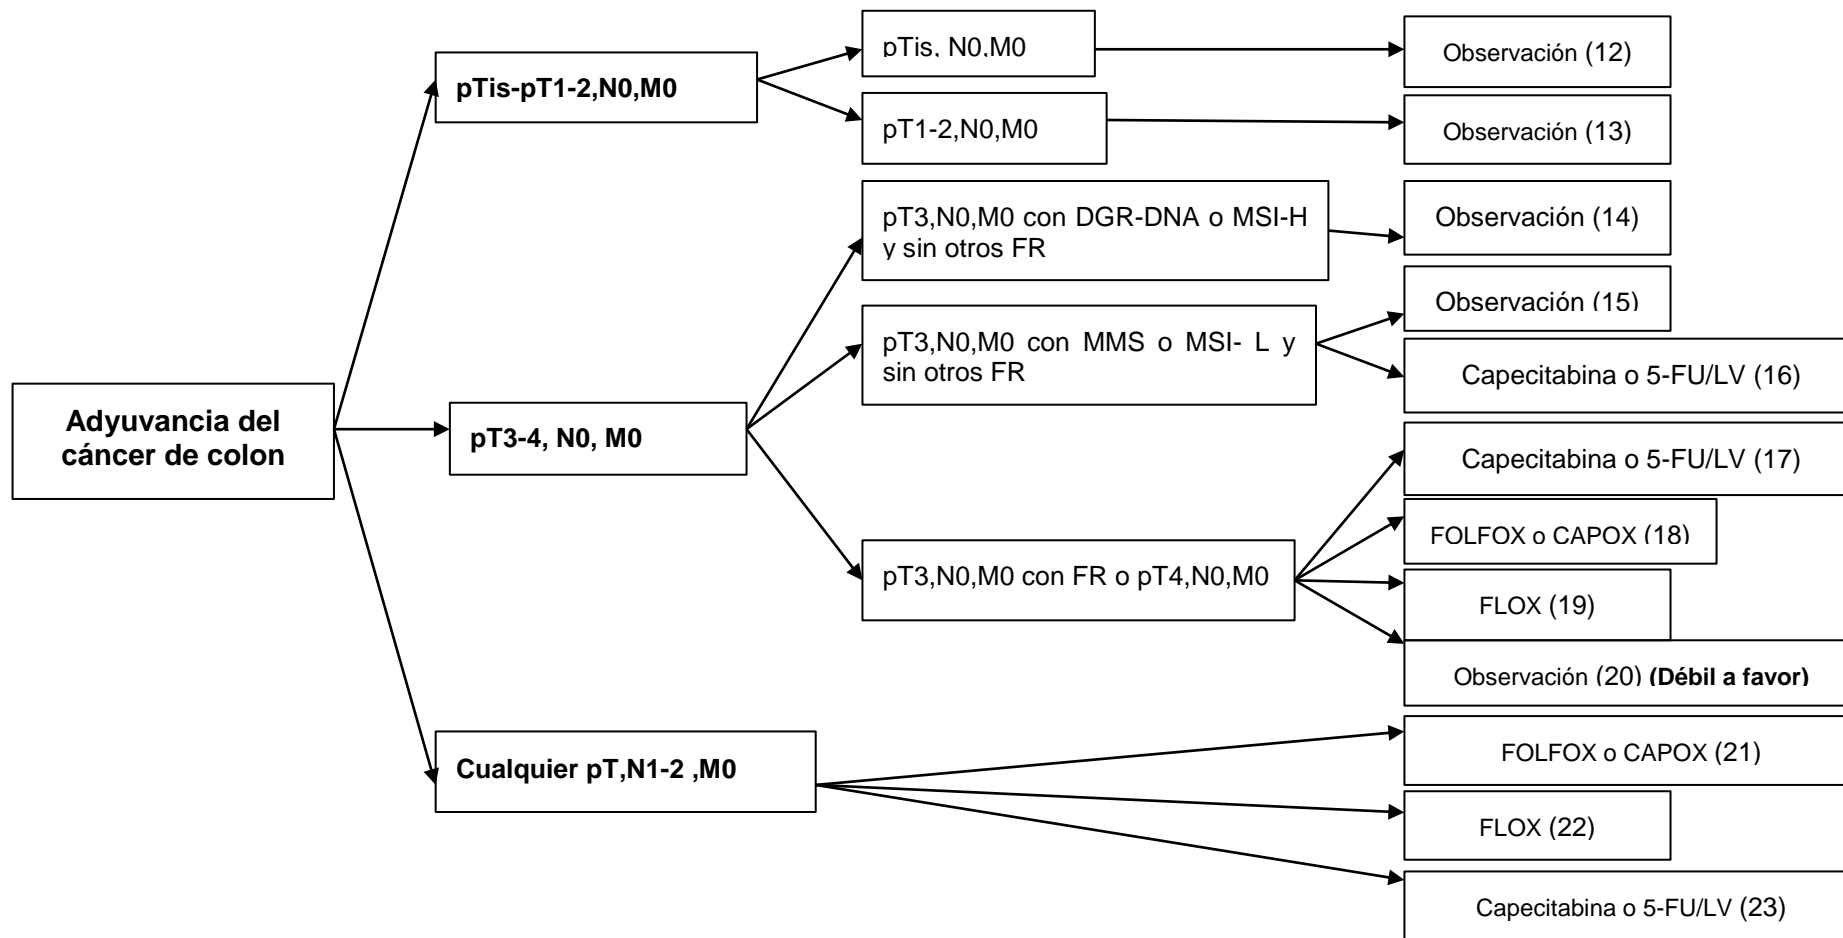 Adyuvancia del
cáncer de colon
pTis-pT1-2,N0,M0
pTis, N0,M0
Observación (12)
pT1-2,N0,M0
Observación (13)
pT3-4, N0, M0
pT3,N0,M0 con DGR-DNA o MSI-H
y sin otros FR
Observación (14)
pT3,N0,M0 con MMS o MSI- L y
sin otros FR
Observación (15)
Capecitabina o 5-FU/LV (16)
pT3,N0,M0 con FR o pT4,N0,M0
Capecitabina o 5-FU/LV (17)
FOLFOX o CAPOX (18)
FLOX (19)
Observación (20) (Débil a favor)
Cualquier pT,N1-2 ,M0
FOLFOX o CAPOX (21)
FLOX (22)
Capecitabina o 5-FU/LV (23)